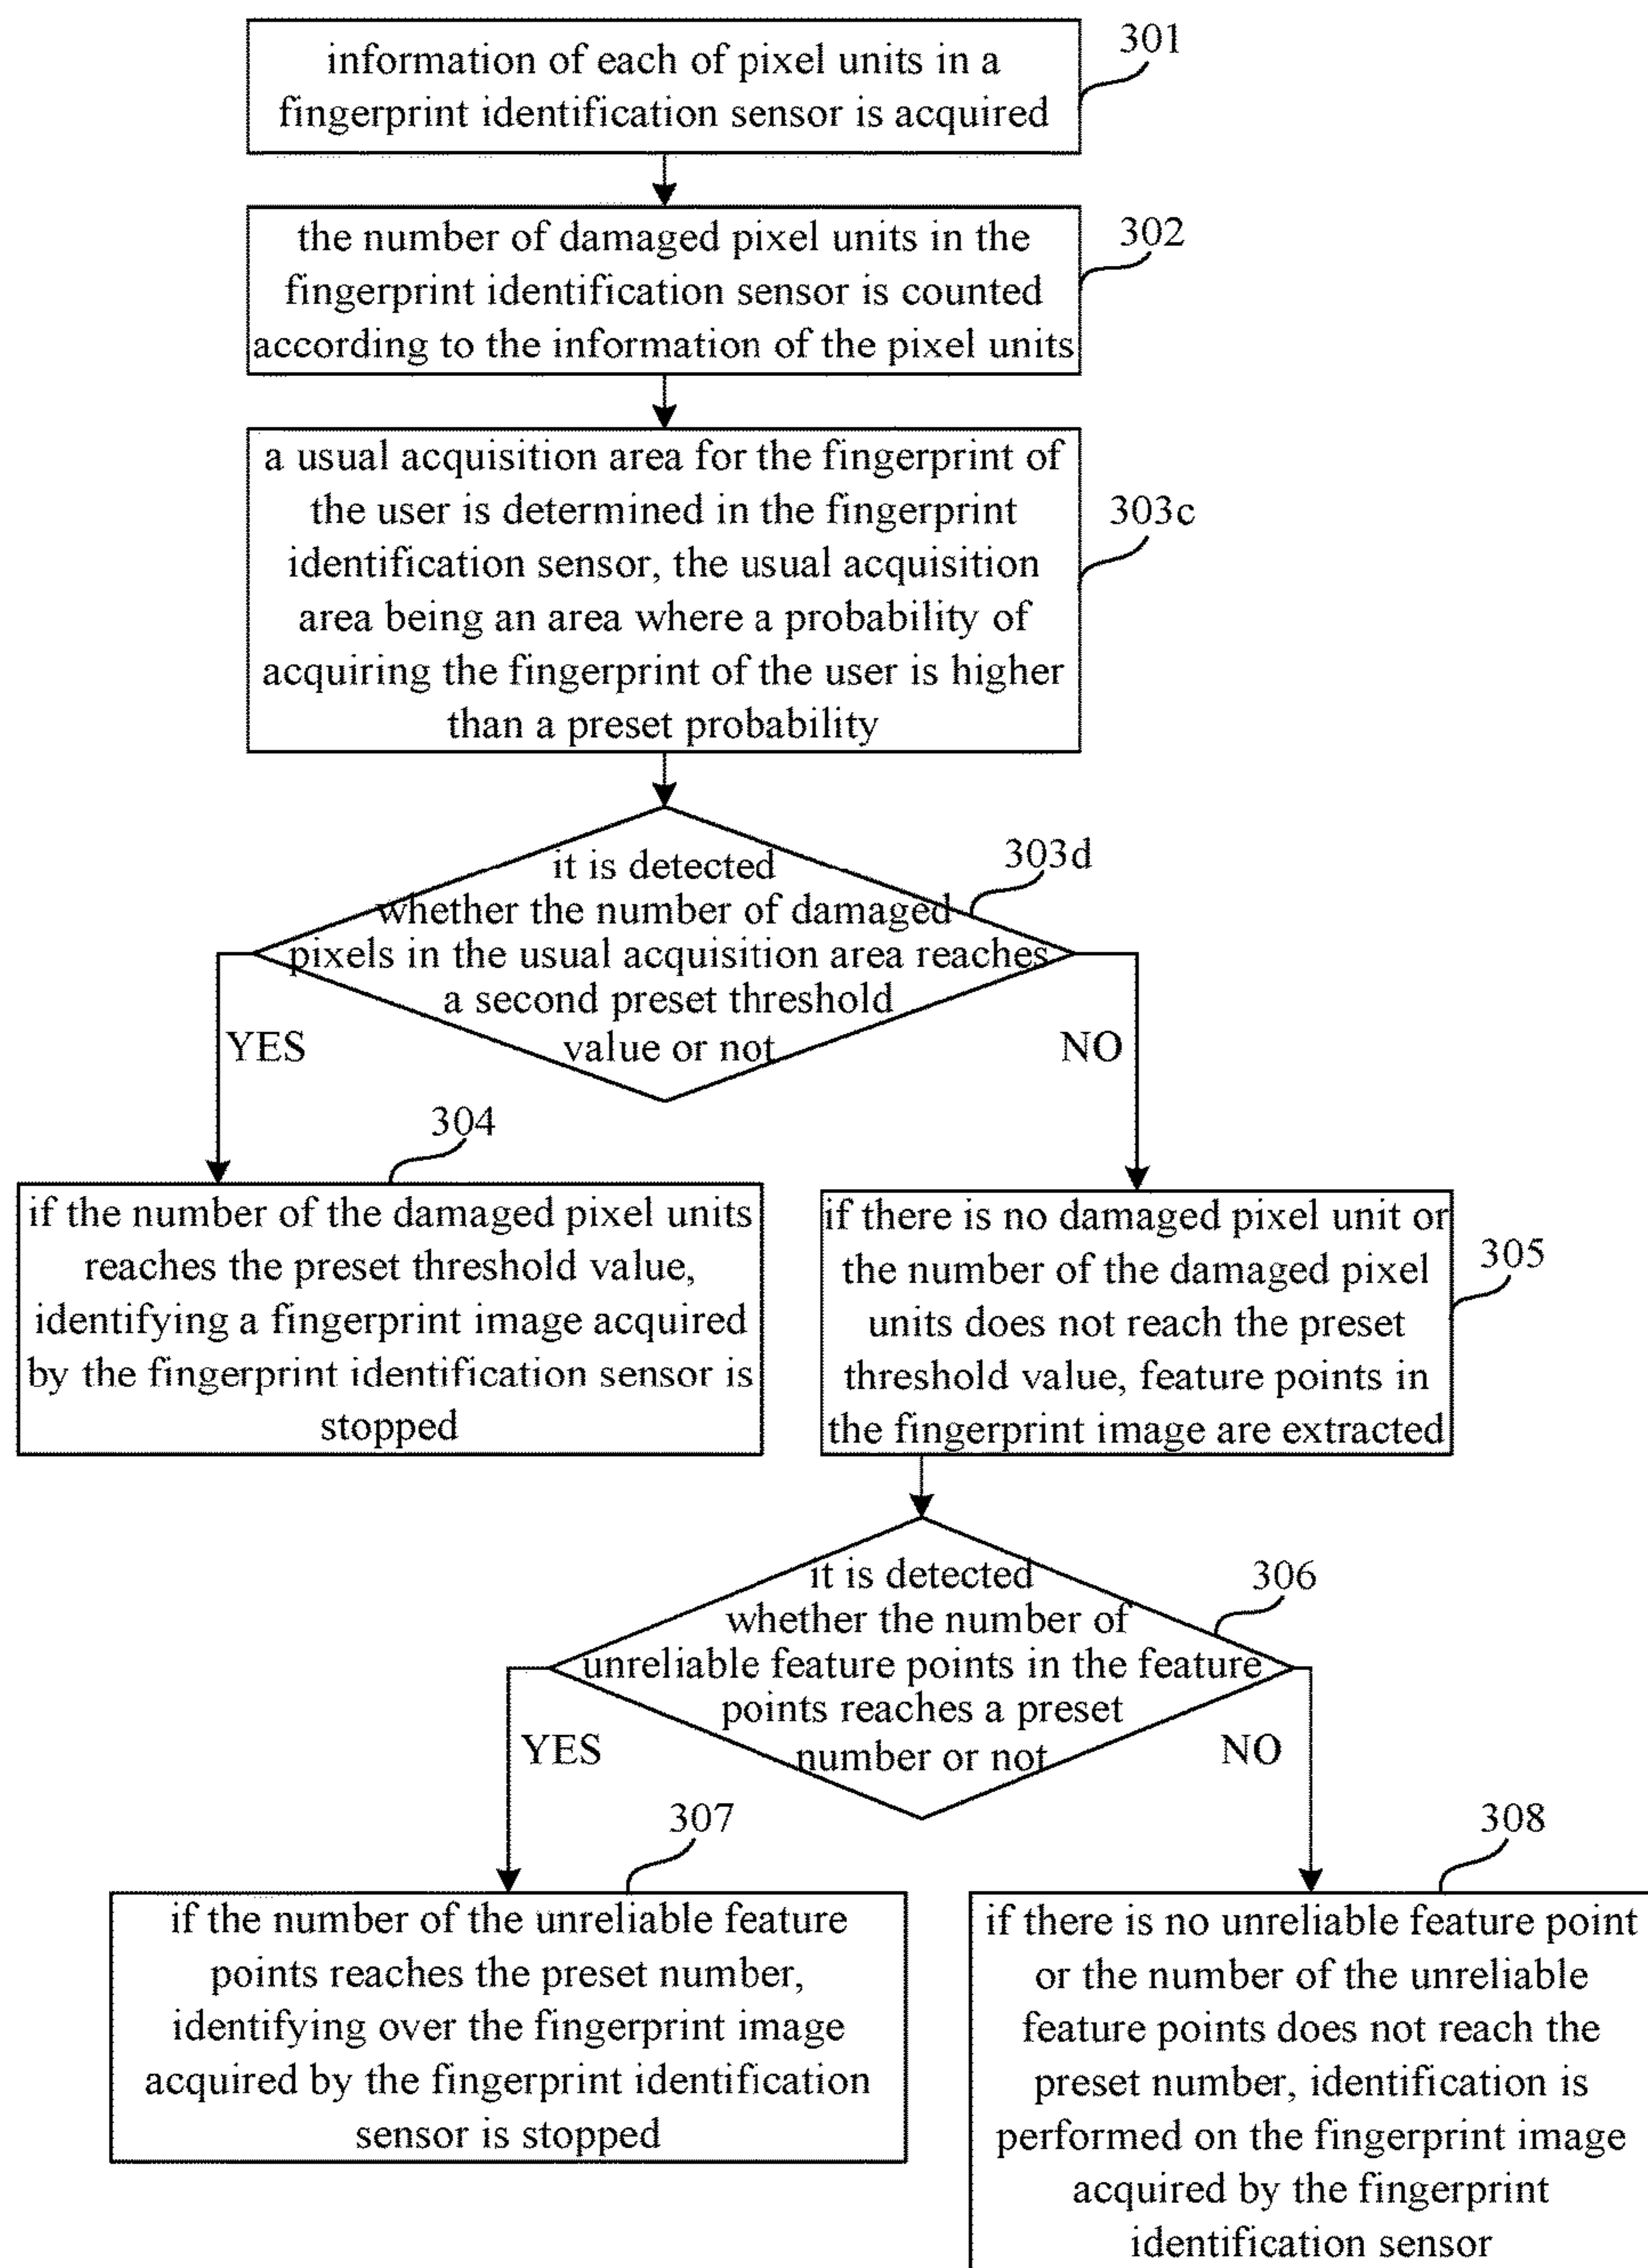 information of each of pixel units in a
fingerprint identification sensor is acquired
301
the number of damaged pixel units in the
fingerprint identification sensor is counted
according to the information of the pixel units
302
a usual acquisition area for the fingerprint of
the user is determined in the fingerprint
identification sensor, the usual acquisition
area being an area where a probability of
acquiring the fingerprint of the user is higher
than a preset probability
303c
it is detected
whether the number of damaged
pixels in the usual acquisition area reaches
a second preset threshold
value or not
303d
YES
NO
304
if the number of the damaged pixel units
reaches the preset threshold value,
identifying a fingerprint image acquired
by the fingerprint identification sensor is
stopped
if there is no damaged pixel unit or
the number of the damaged pixel
units does not reach the preset
threshold value, feature points in
the fingerprint image are extracted
305
it is detected
whether the number of
unreliable feature points in the feature
points reaches a preset
number or not
306
YES
NO
307
if the number of the unreliable feature
points reaches the preset number,
identifying over the fingerprint image
acquired by the fingerprint identification
sensor is stopped
308
if there is no unreliable feature point
or the number of the unreliable
feature points does not reach the
preset number, identification is
performed on the fingerprint image
acquired by the fingerprint
identification sensor